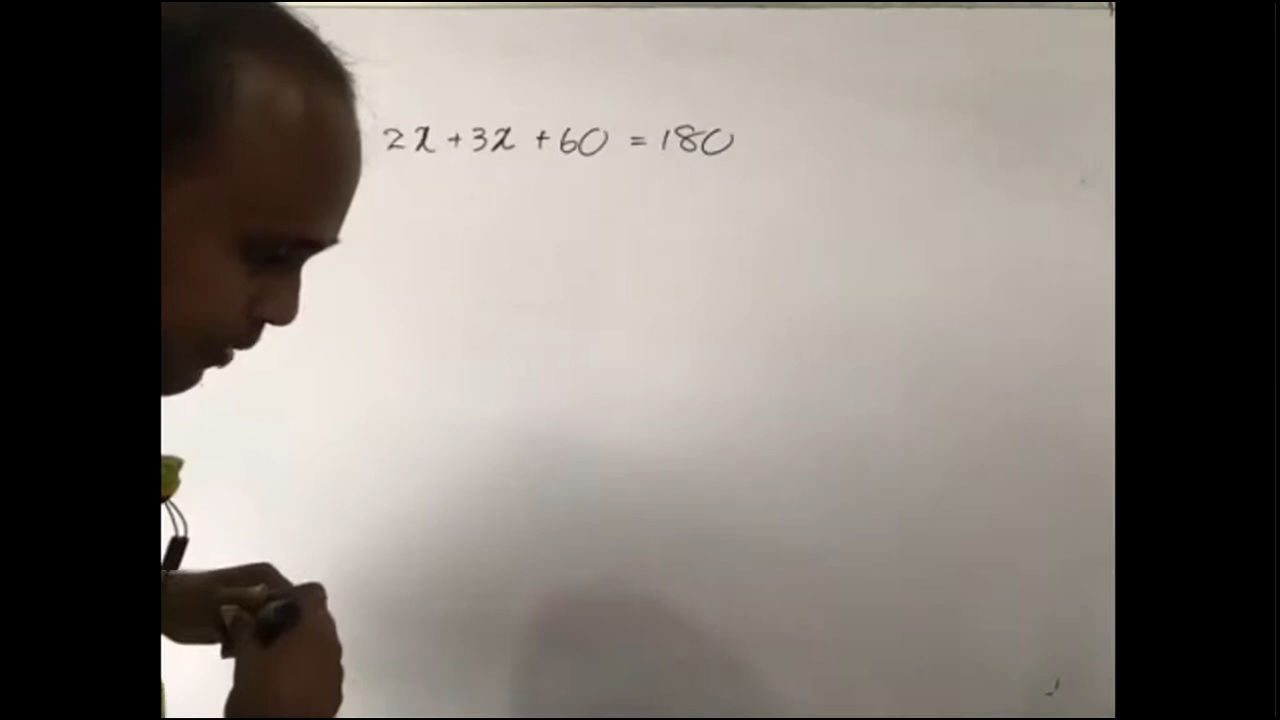 2x + 3x + 60 = 180